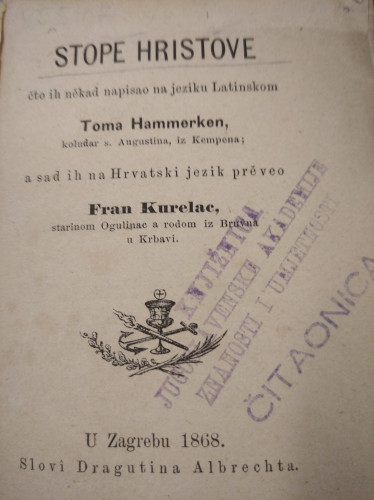 STOPE HRISTOVE
čto ih někad napisao na jeziku Latinskom
Toma Hammerken,
koludar s. Augustina, iz Kempena;
a sad ih na Hrvatski jezik prěveo
Fran Kurelac,
starinom Ogulinac a rodom iz Bruvna
u Krbavi.
KNJIŽNICA
JUGOSLAVENSKE AKADEMIJE
ZNANOSTI I UMJETNOSTI
ČITAONICA
U Zagrebu 1868.
Slovi Dragutina Albrechta.